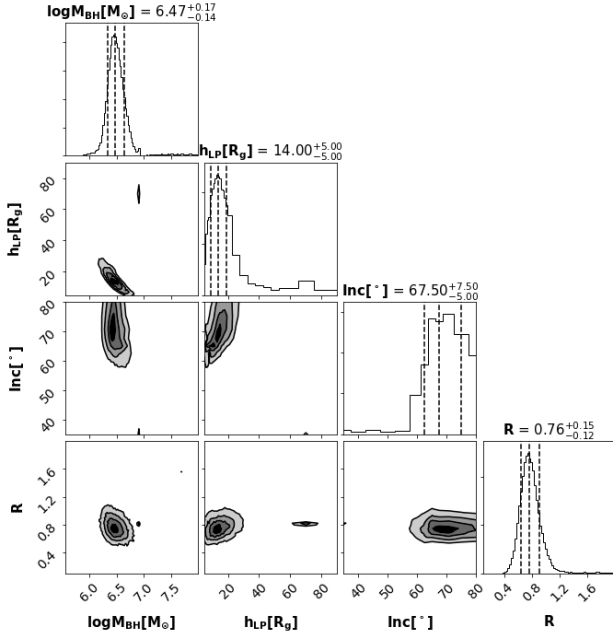 logM_BH[M_⊙] = 6.47^{+0.17}_{-0.14}
h_LP[R_g] = 14.00^{+5.00}_{-5.00}
80
60
40
20
h_LP[R_g]
Inc[°] = 67.50^{+7.50}_{-5.00}
80
70
60
50
40
Inc[°]
R = 0.76^{+0.15}_{-0.12}
1.6
1.2
0.8
0.4
R
6.0 6.5 7.0 7.5
logM_BH[M_⊙]
20 40 60 80
h_LP[R_g]
40 50 60 70 80
Inc[°]
0.4 0.8 1.2 1.6
R